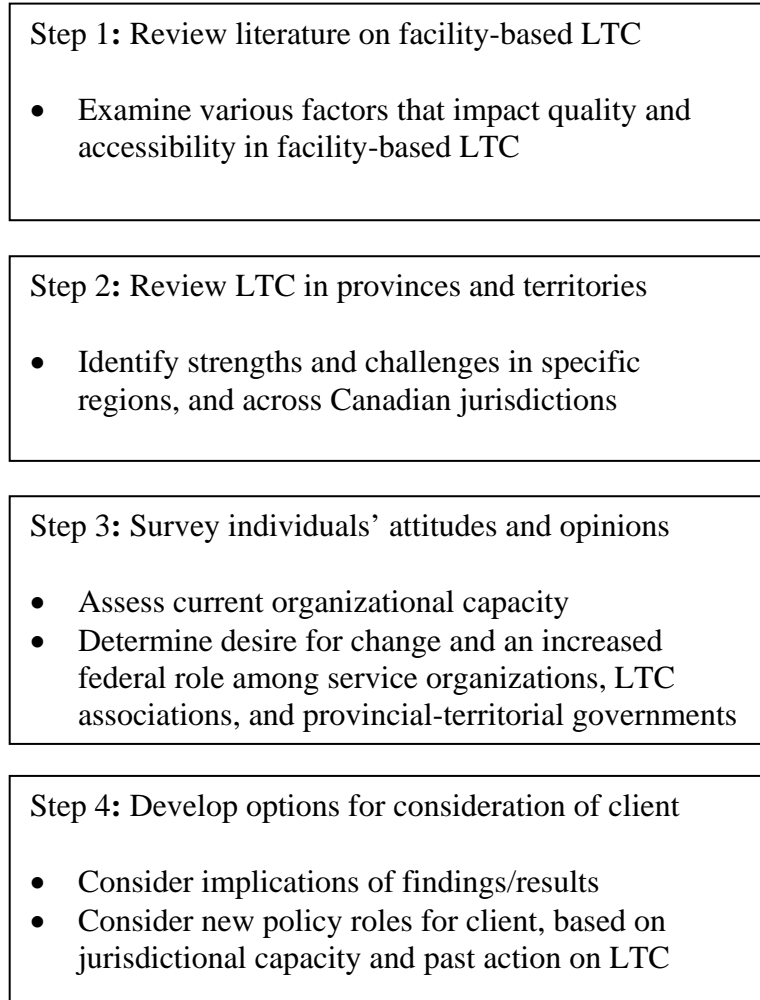 Step 1: Review literature on facility-based LTC
• Examine various factors that impact quality and
accessibility in facility-based LTC
Step 2: Review LTC in provinces and territories
• Identify strengths and challenges in specific
regions, and across Canadian jurisdictions
Step 3: Survey individuals’ attitudes and opinions
• Assess current organizational capacity
• Determine desire for change and an increased
federal role among service organizations, LTC
associations, and provincial-territorial governments
Step 4: Develop options for consideration of client
• Consider implications of findings/results
• Consider new policy roles for client, based on
jurisdictional capacity and past action on LTC